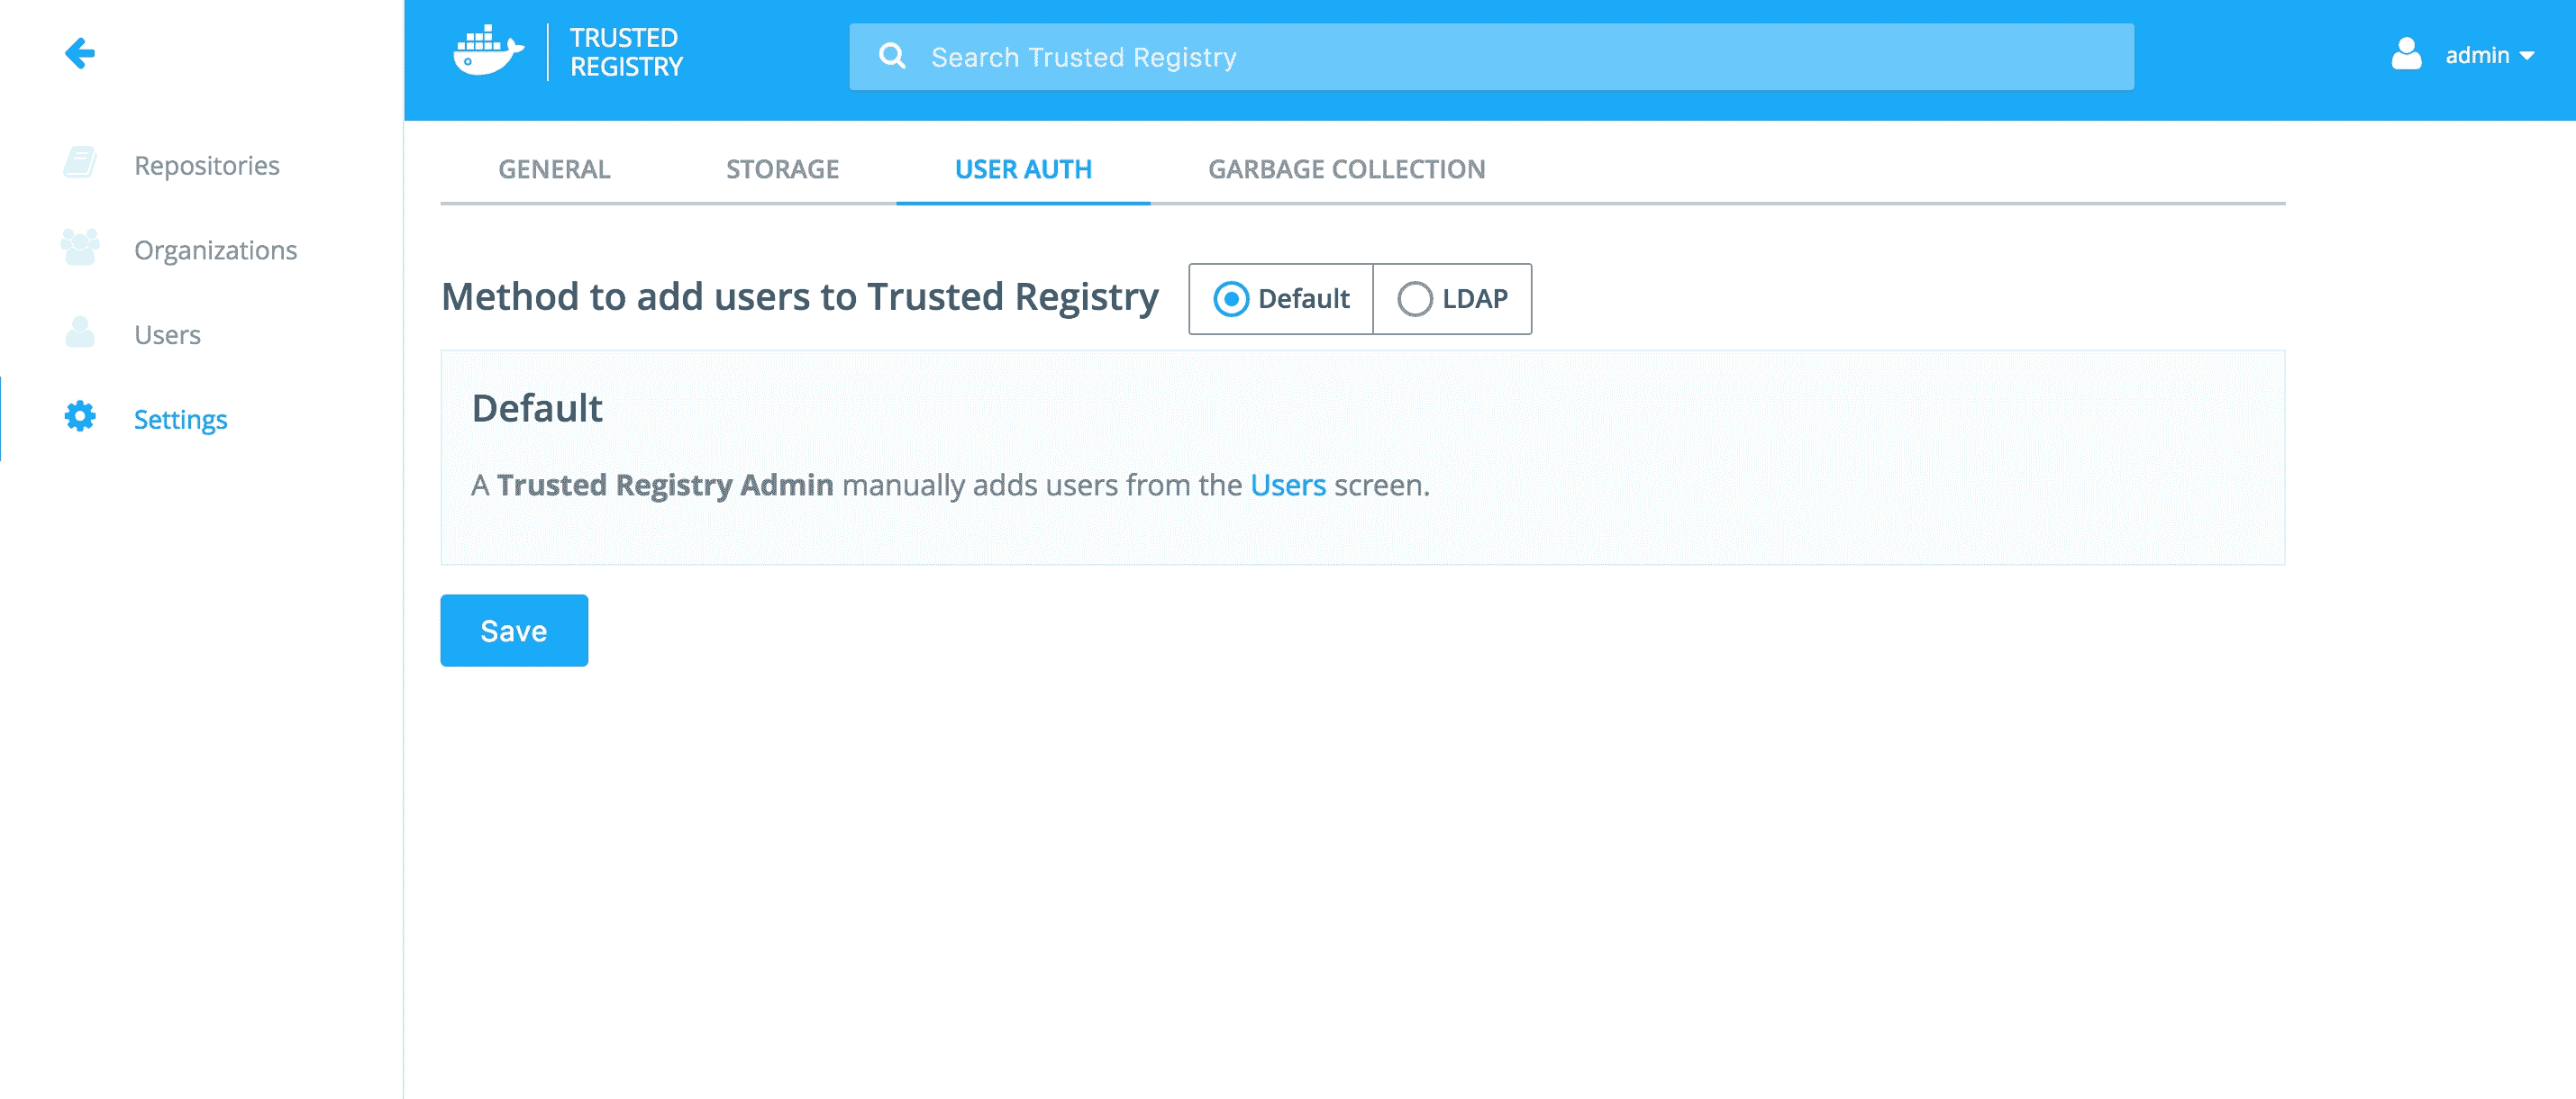 TRUSTED
REGISTRY
Search Trusted Registry
admin
Repositories
Organizations
Users
Settings
GENERAL STORAGE USER AUTH GARBAGE COLLECTION
Method to add users to Trusted Registry Default LDAP
Default
A Trusted Registry Admin manually adds users from the Users screen.
Save